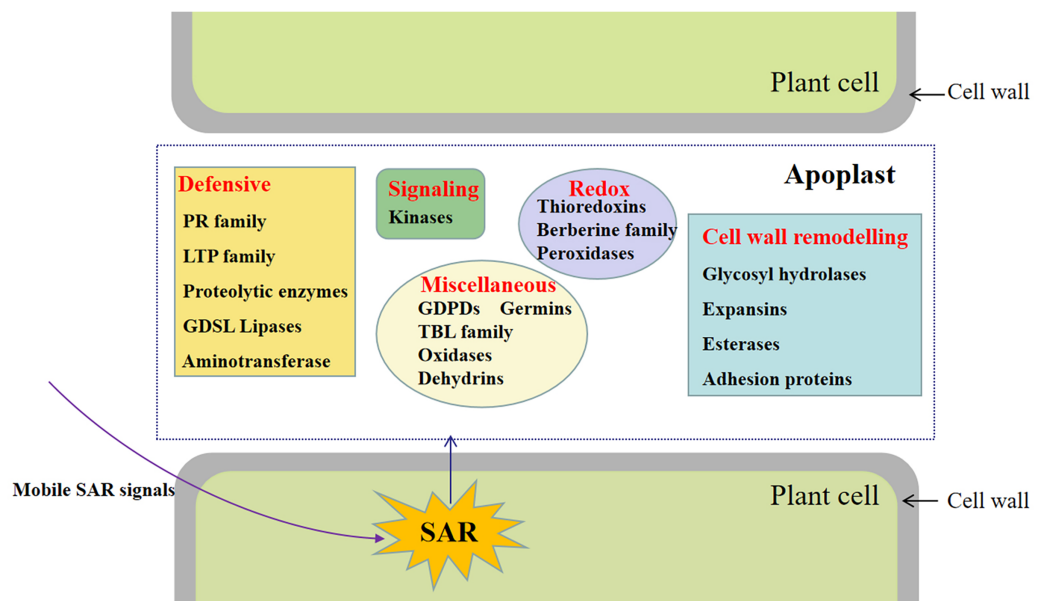 Plant cell
Cell wall
Apoplast
Defensive
PR family
LTP family
Proteolytic enzymes
GDSL Lipases
Aminotransferase
Signaling
Kinases
Redox
Thioredoxins
Berberine family
Peroxidases
Miscellaneous
GDPDs Germins
TBL family
Oxidases
Dehydrins
Cell wall remodelling
Glycosyl hydrolases
Expansins
Esterases
Adhesion proteins
Mobile SAR signals
SAR
Plant cell
Cell wall